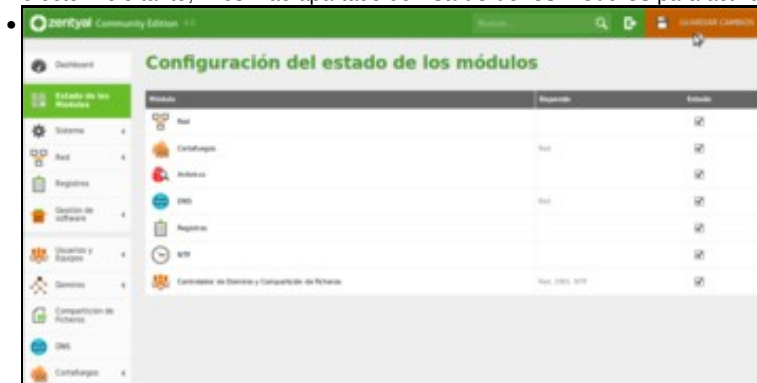 zentyal Community Edition
Buscar...
GUARDAR CAMBIOS
Dashboard
Configuración del estado de los módulos
Estado de los
Módulos
Módulo Depende Estado
Sistema
Red
Cortafuegos Red
Red
Antivirus
Registros
DNS Red
Gestión de
software
Registros
NTP
Usuarios y
Equipos
Controlador de Dominio y Compartición de Ficheros Red, DNS, NTP
Dominio
Compartición de
Ficheros
DNS
Cortafuegos